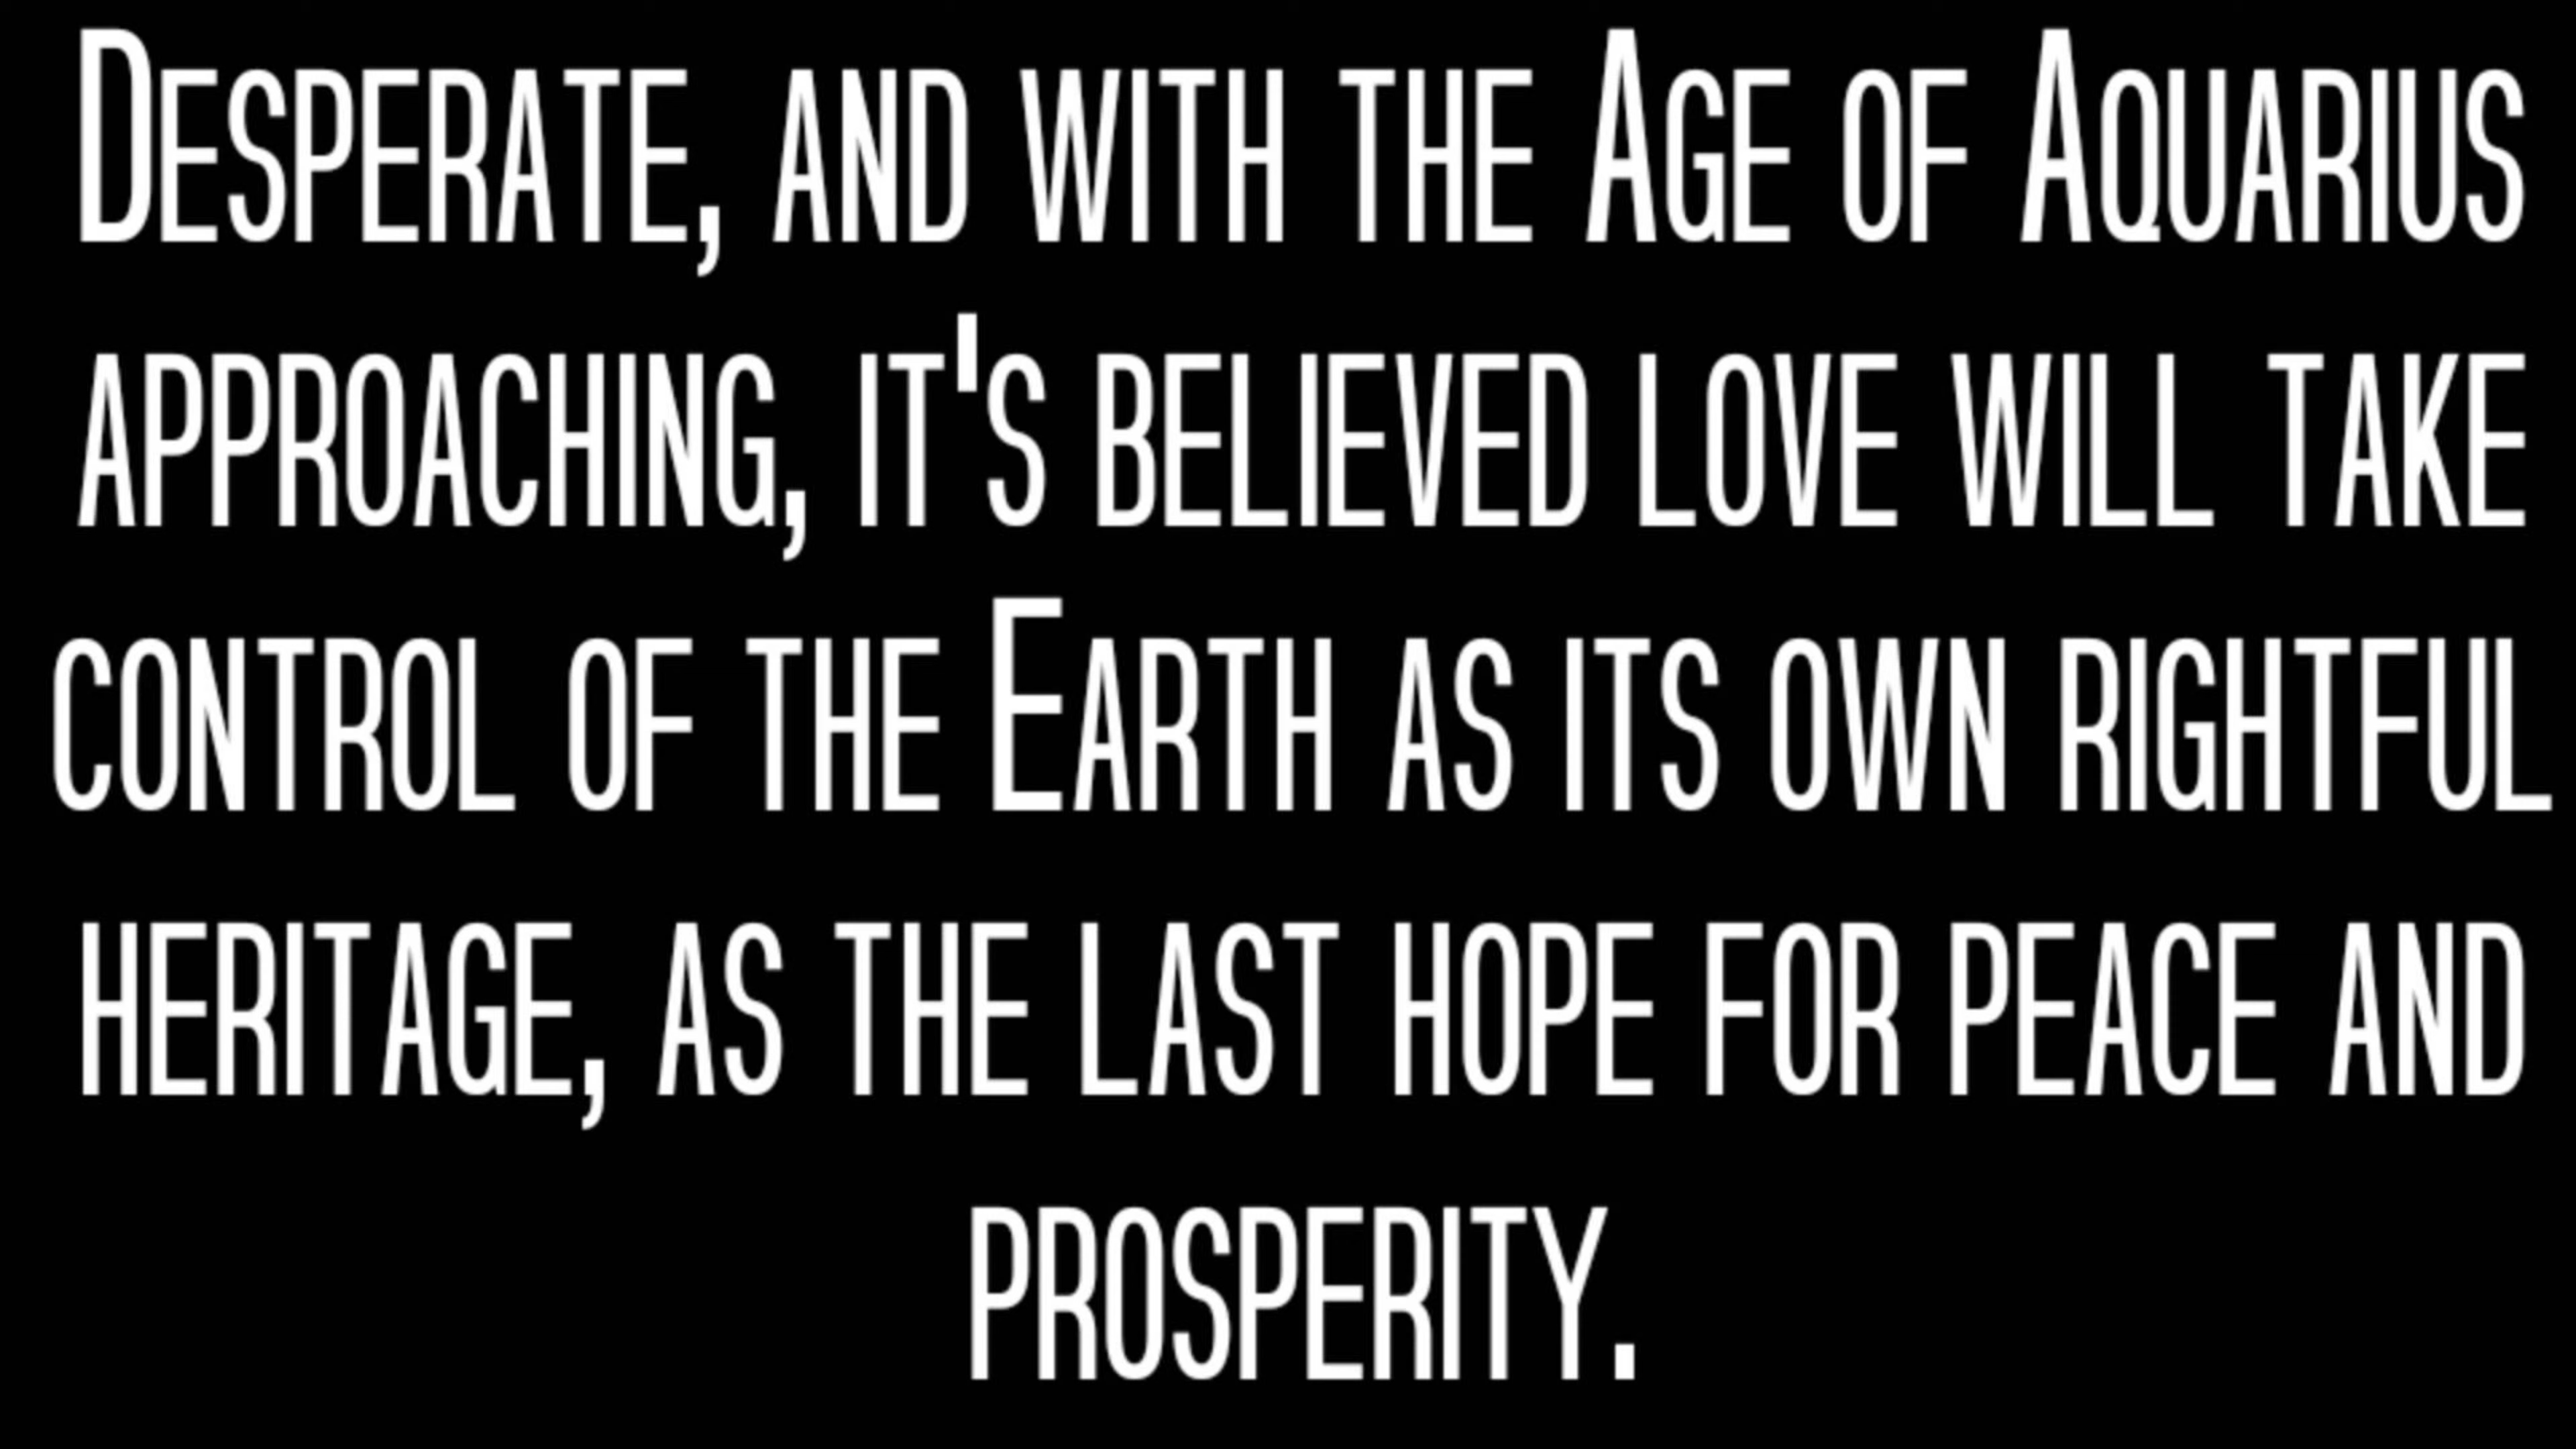 Desperate, and with the Age of Aquarius
approaching, it's believed love will take
control of the Earth as its own rightful
heritage, as the last hope for peace and
prosperity.